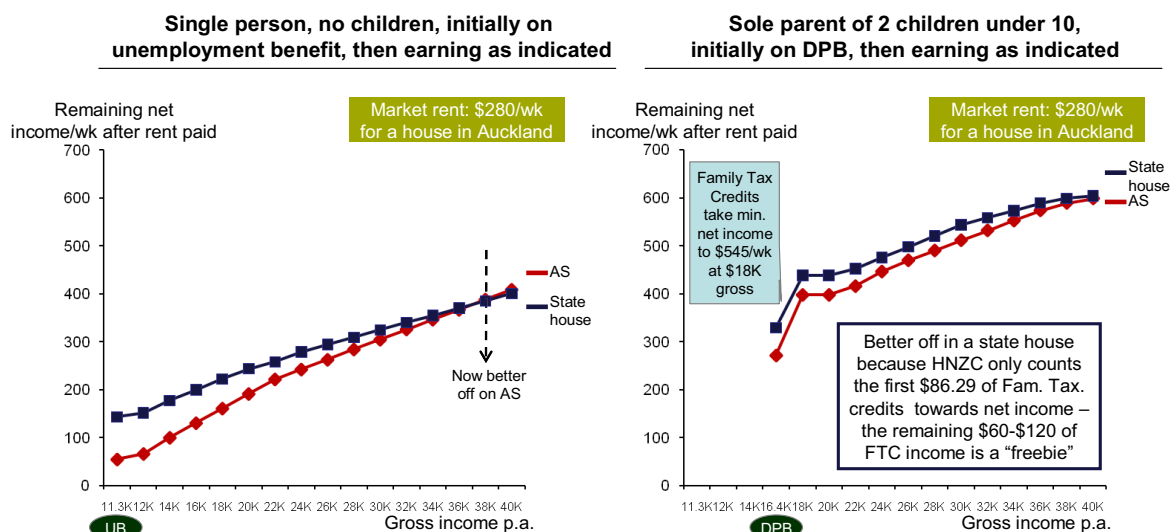 Single person, no children, initially on
unemployment benefit, then earning as indicated
Remaining net
income/wk after rent paid
Market rent: $280/wk
for a house in Auckland
700
600
500
400
300
200
100
0
AS
State
house
Now better
off on AS
11.3K 12K 14K 16K 18K 20K 22K 24K 26K 28K 30K 32K 34K 36K 38K 40K
UB
Gross income p.a.
Sole parent of 2 children under 10,
initially on DPB, then earning as indicated
Remaining net
income/wk after rent paid
Market rent: $280/wk
for a house in Auckland
700
600
500
400
300
200
100
0
Family Tax
Credits
take min.
net income
to $545/wk
at $18K
gross
State
house
AS
Better off in a state house
because HNZC only counts
the first $86.29 of Fam. Tax.
credits towards net income –
the remaining $60-$120 of
FTC income is a “freebie”
11.3K 12K 14K 16.4K 18K 20K 22K 24K 26K 28K 30K 32K 34K 36K 38K 40K
DPB
Gross income p.a.